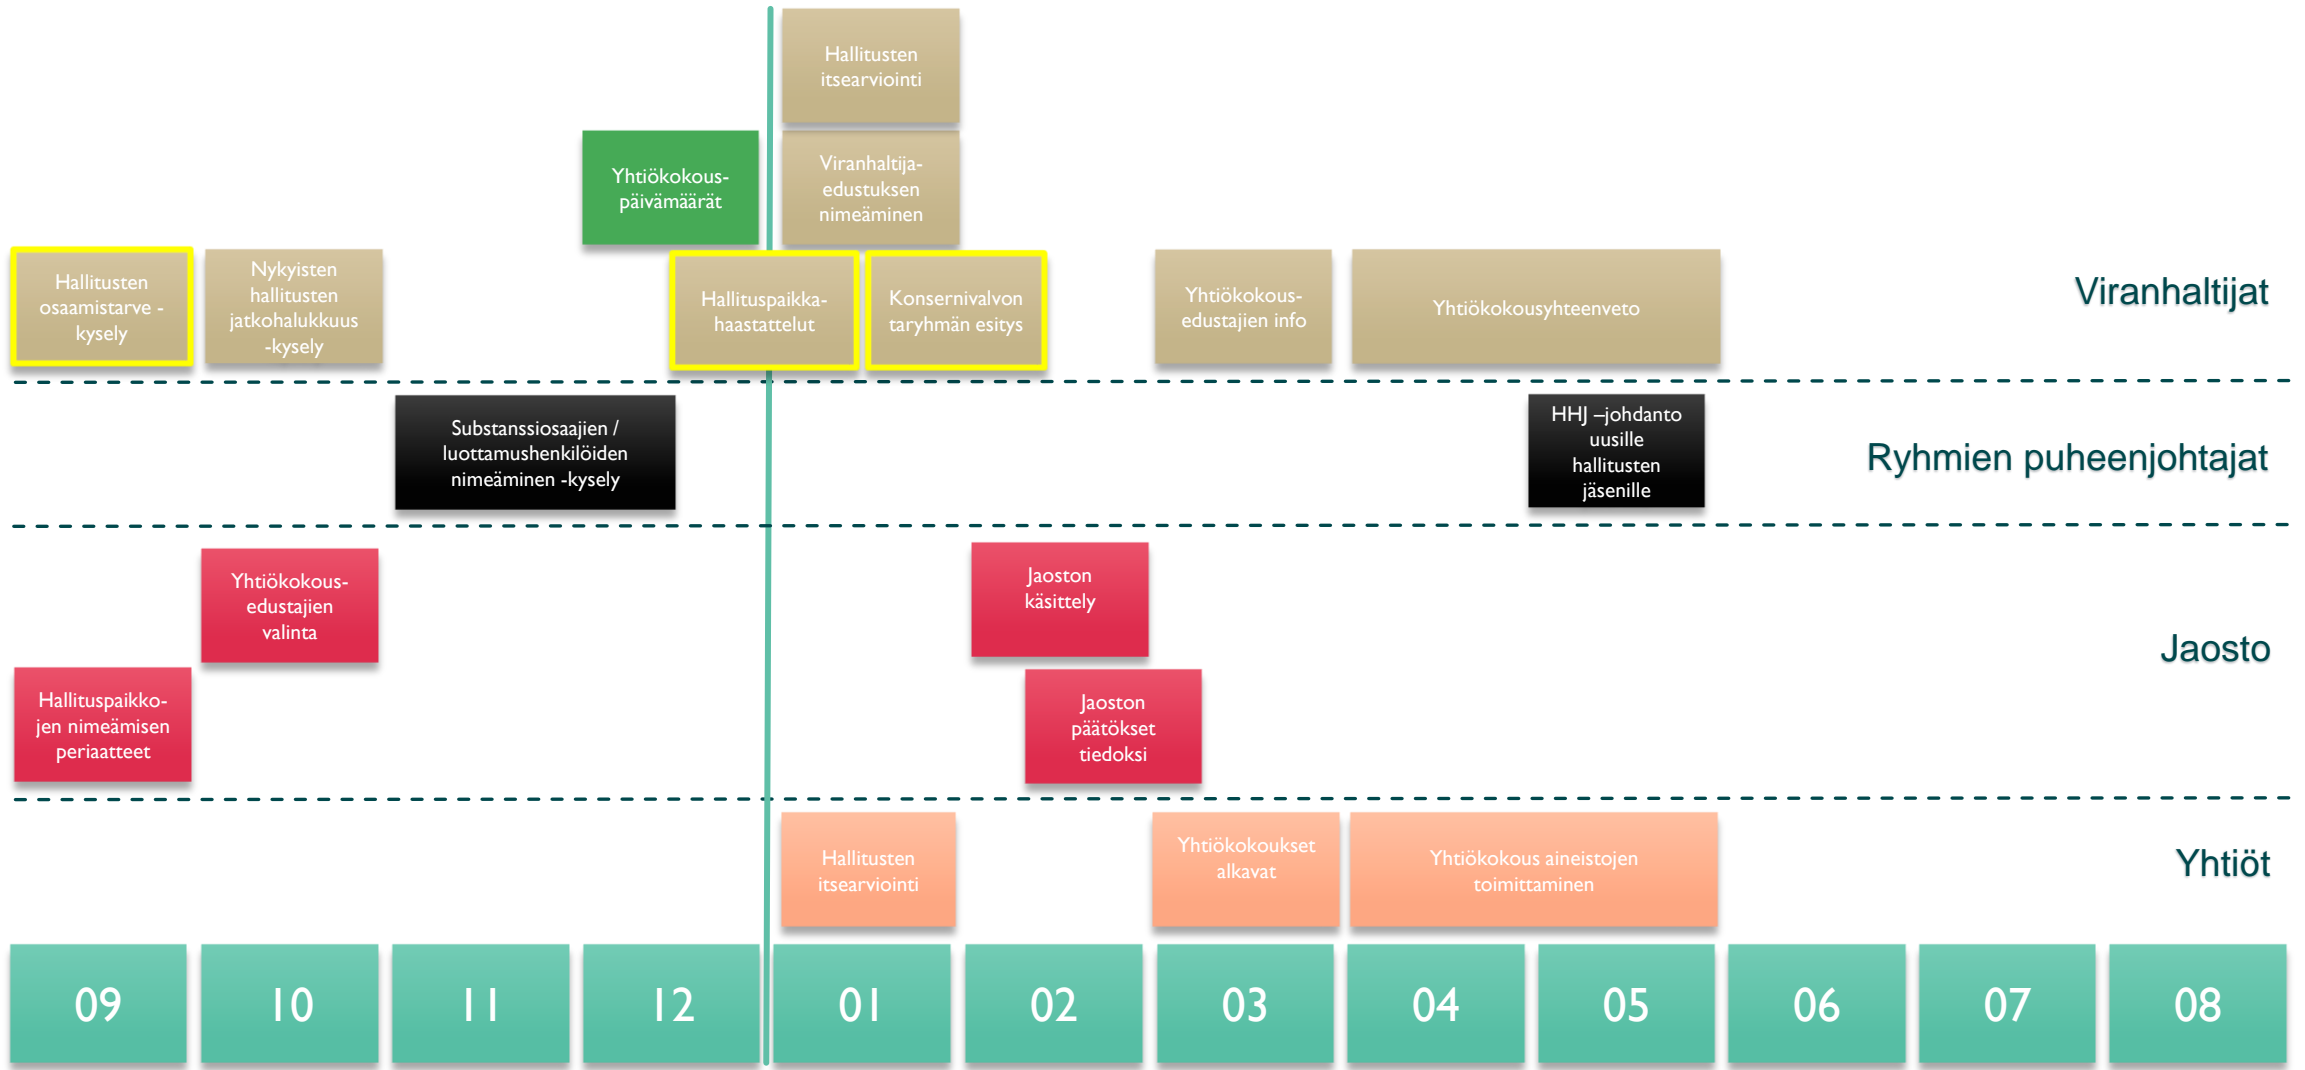 Hallitusten
itsearviointi
Yhtiökokous-
päivämäärät
Viranhaltija-
edustuksen
nimeäminen
Hallitusten
osaamistarve -
kysely
Nykyisten
hallitusten
jatkohalukkuus
-kysely
Hallituspaikka-
haastattelut
Konsernivalvon
taryhmän esitys
Yhtiökokous-
edustajien info
Yhtiökokousyhteenveto
Viranhaltijat
Substanssiosaajien /
luottamushenkilöiden
nimeäminen -kysely
HHJ –johdanto
uusille
hallitusten
jäsenille
Ryhmien puheenjohtajat
Yhtiökokous-
edustajien
valinta
Jaoston
käsittely
Hallituspaikko-
jen nimeämisen
periaatteet
Jaoston
päätökset
tiedoksi
Jaosto
Hallitusten
itsearviointi
Yhtiökokoukset
alkavat
Yhtiökokous aineistojen
toimittaminen
Yhtiöt
09
10
11
12
01
02
03
04
05
06
07
08